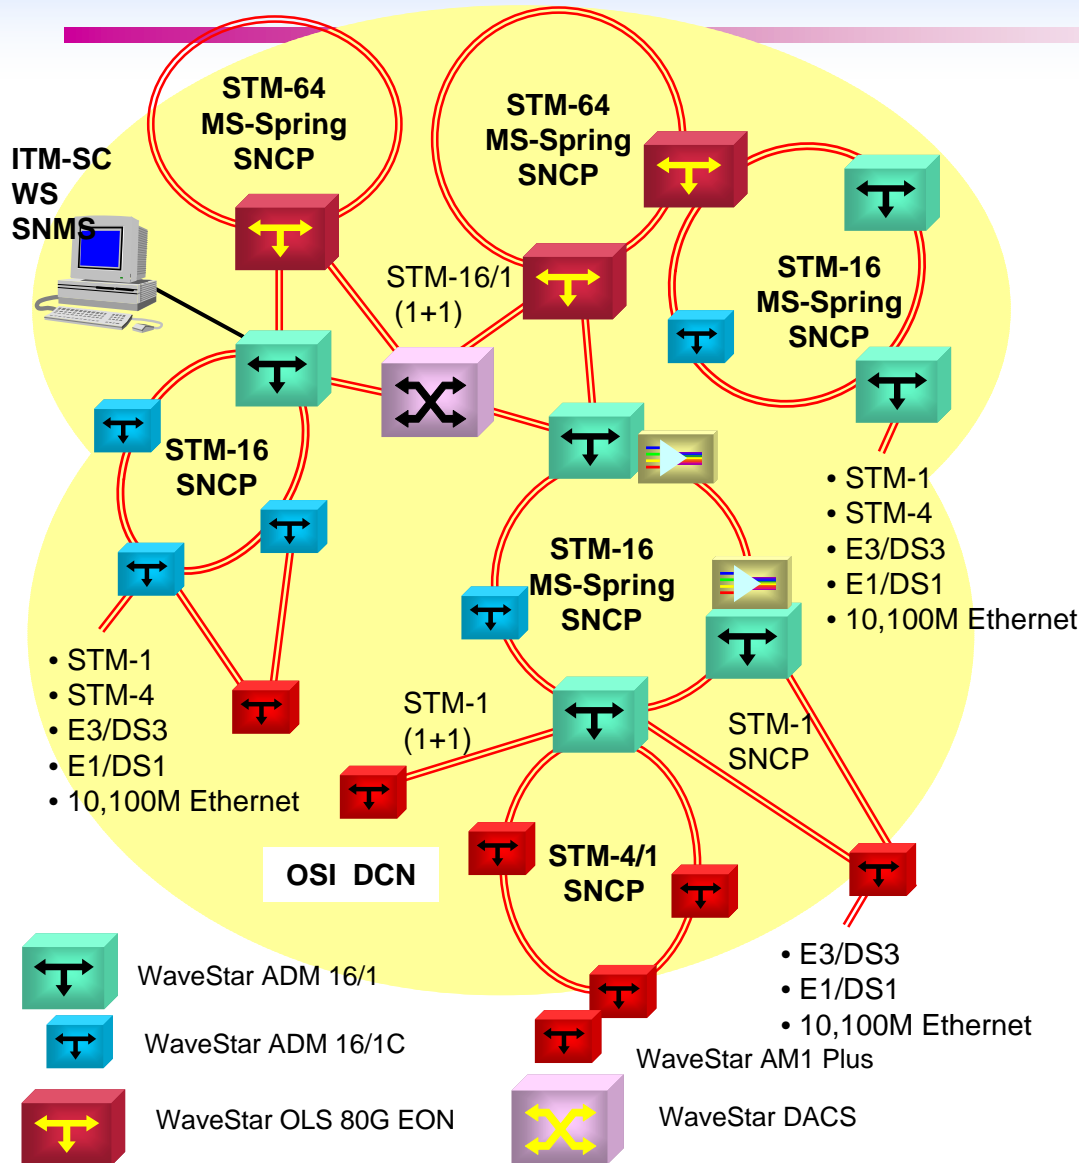 STM-64
MS-Spring
SNCP
STM-64
MS-Spring
SNCP
ITM-SC
WS
SNMS
STM-16/1
(1+1)
STM-16
MS-Spring
SNCP
STM-16
SNCP
• STM-1
• STM-4
• E3/DS3
• E1/DS1
• 10,100M Ethernet
STM-16
MS-Spring
SNCP
• STM-1
• STM-4
• E3/DS3
• E1/DS1
• 10,100M Ethernet
STM-1
(1+1)
STM-1
SNCP
STM-4/1
SNCP
OSI DCN
• E3/DS3
• E1/DS1
• 10,100M Ethernet
WaveStar ADM 16/1
WaveStar ADM 16/1C
WaveStar AM1 Plus
WaveStar OLS 80G EON
WaveStar DACS